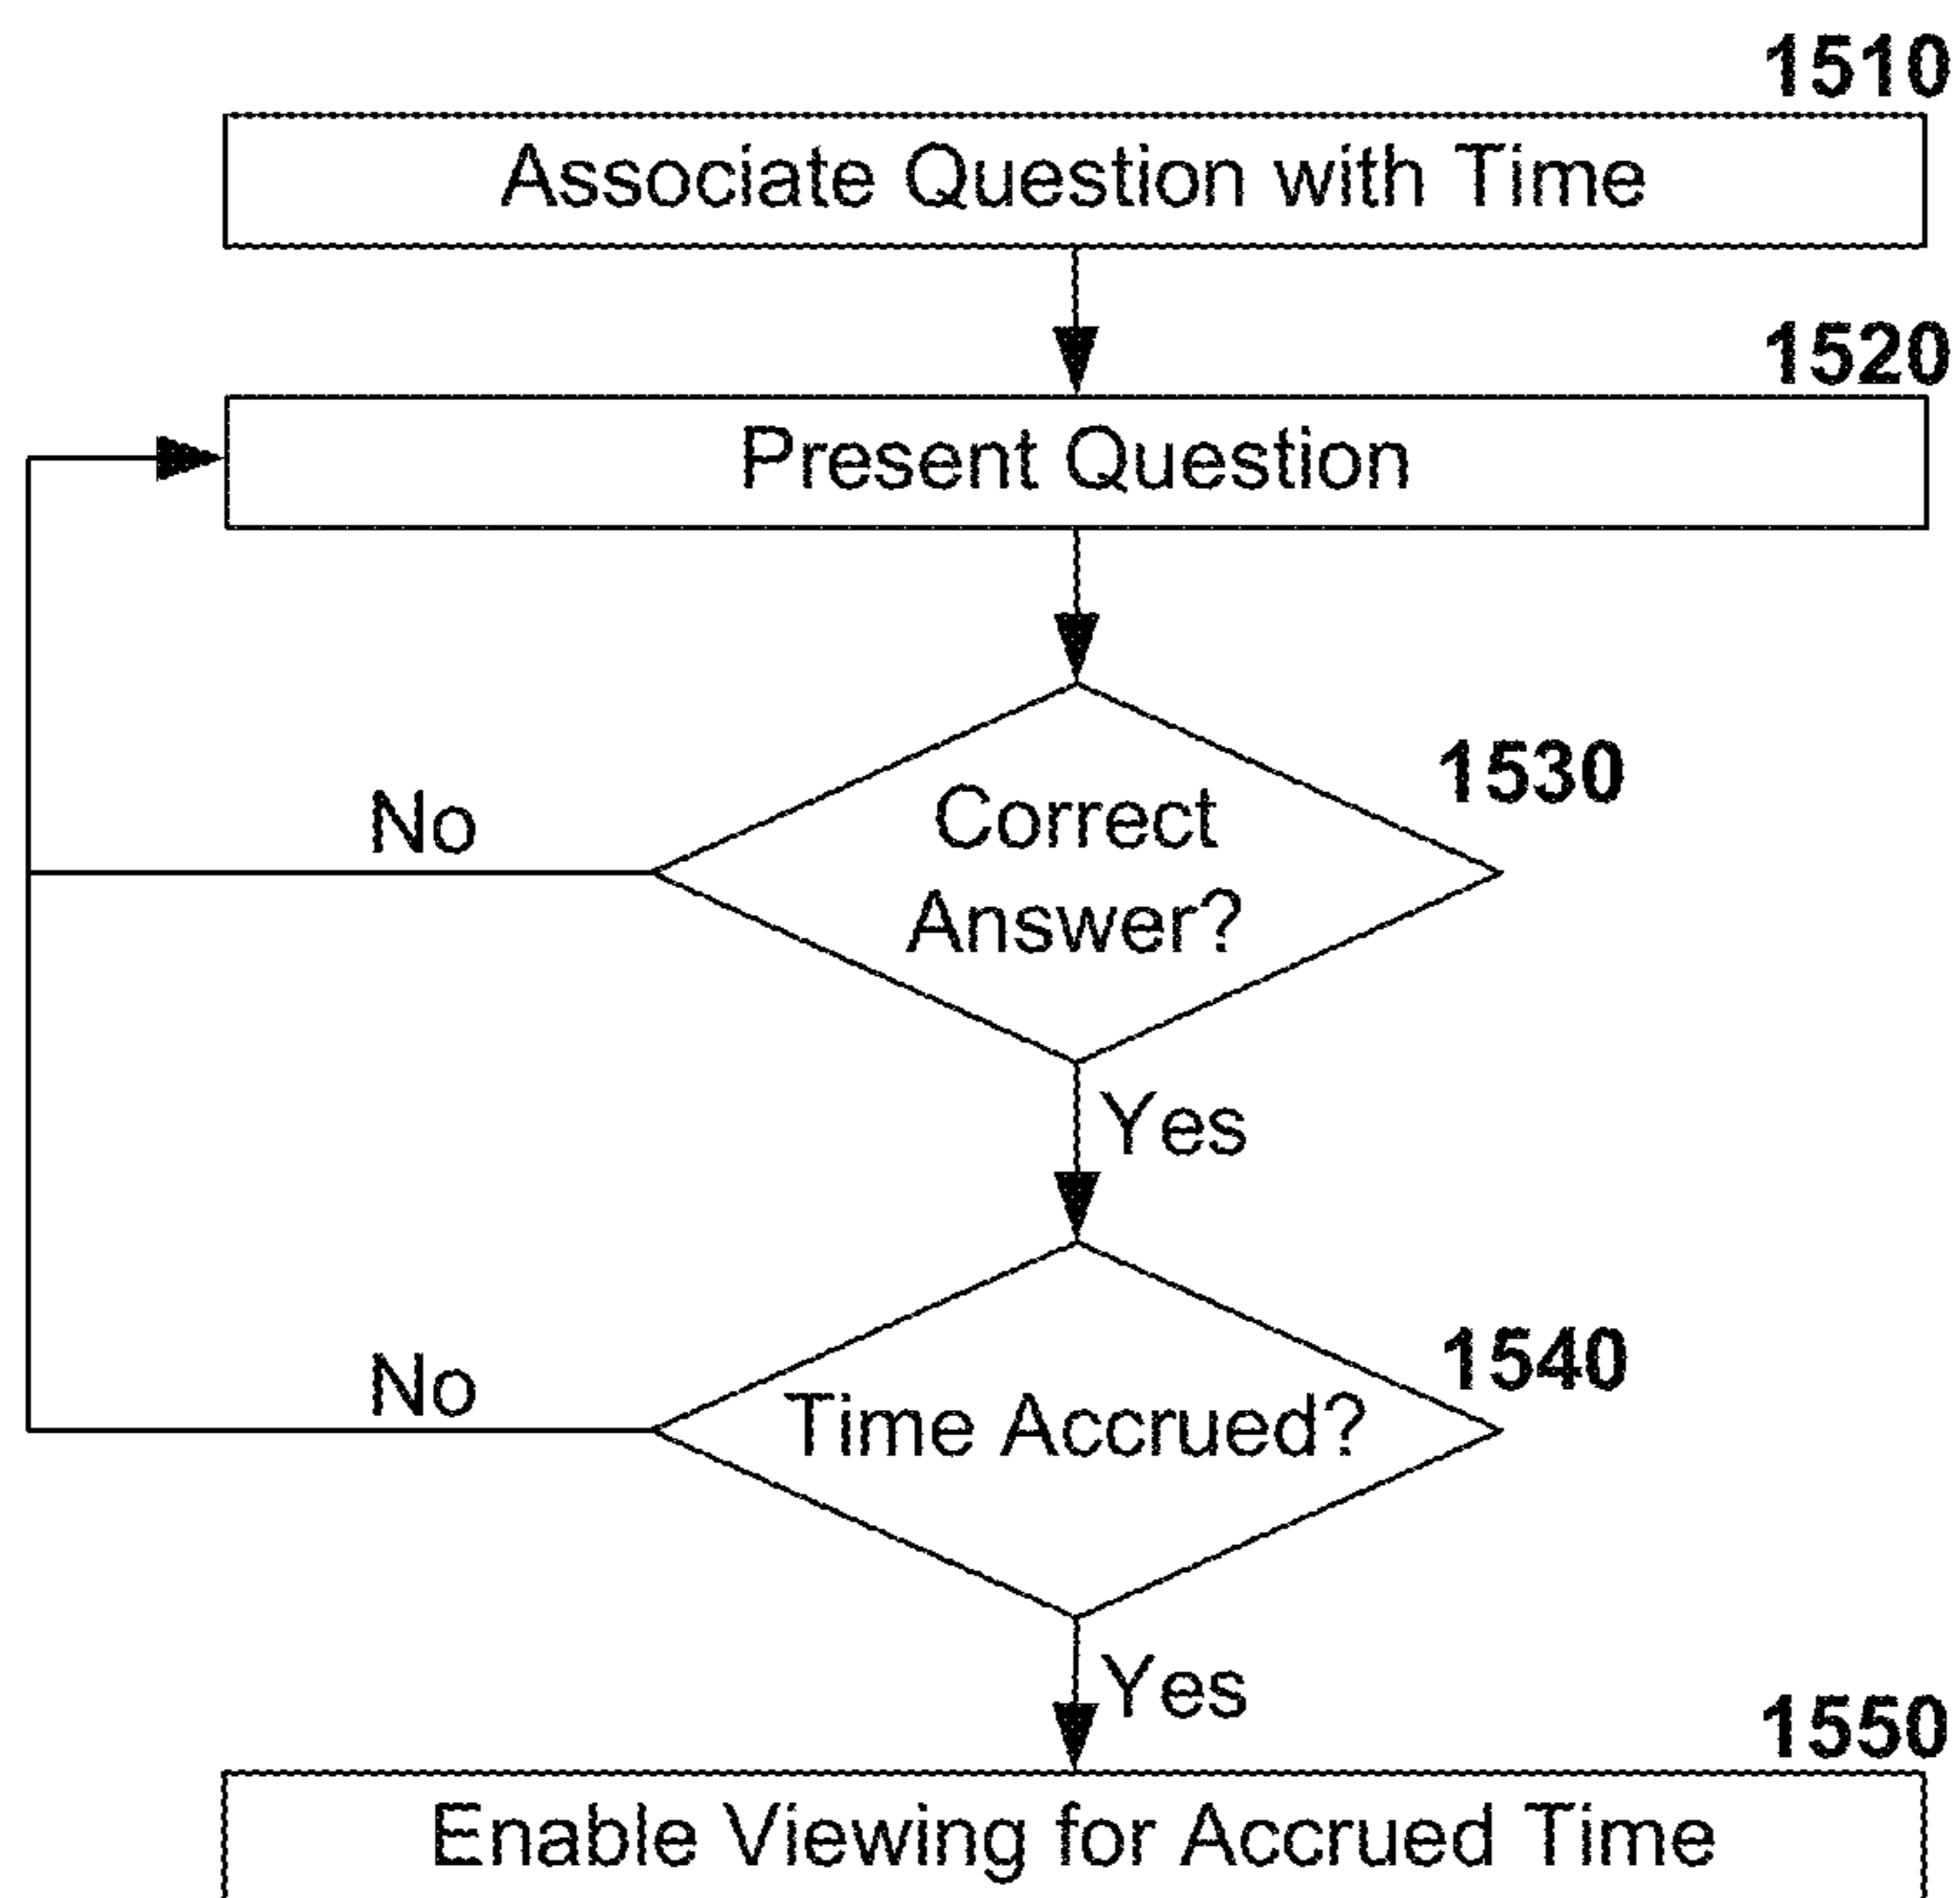 1510
Associate Question with Time
1520
Present Question
1530
Correct
Answer?
No
Yes
1540
Time Accrued?
No
Yes
1550
Enable Viewing for Accrued Time